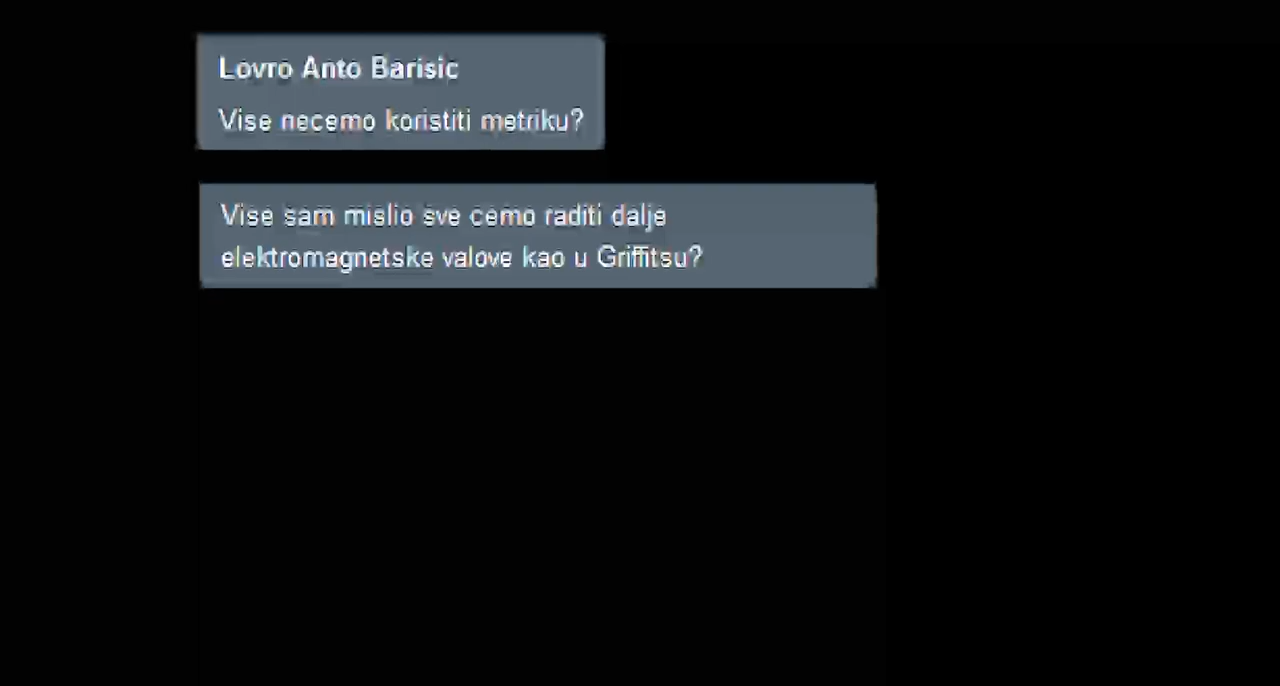 Lovro Anto Barisic
Vise necemo koristiti metriku?
Vise sam mislio sve cemo raditi dalje
elektromagnetske valove kao u Griffitsu?